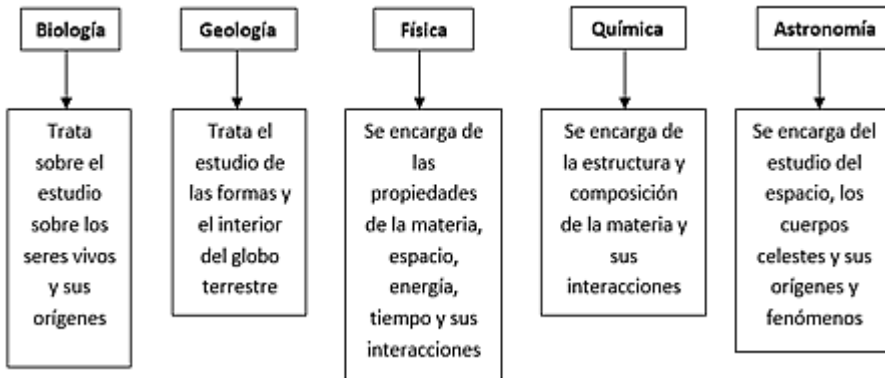 Biología
Trata
sobre el
estudio
sobre los
seres vivos
y sus
orígenes
Geología
Trata el
estudio de
las formas y
el interior
del globo
terrestre
Física
Se encarga de
las
propiedades
de la materia,
espacio,
energía,
tiempo y sus
interacciones
Química
Se encarga de
la estructura y
composición
de la materia y
sus
interacciones
Astronomía
Se encarga del
estudio del
espacio, los
cuerpos
celestes y sus
orígenes y
fenómenos